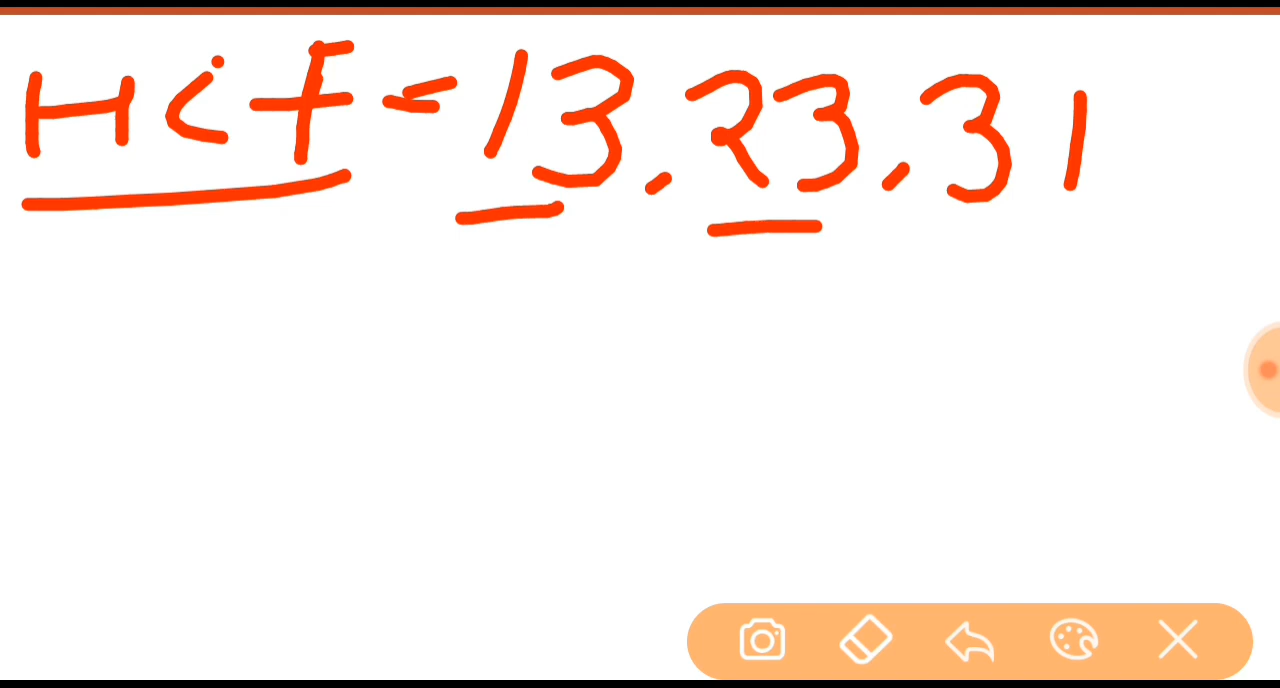 HCF = 13, 23, 31